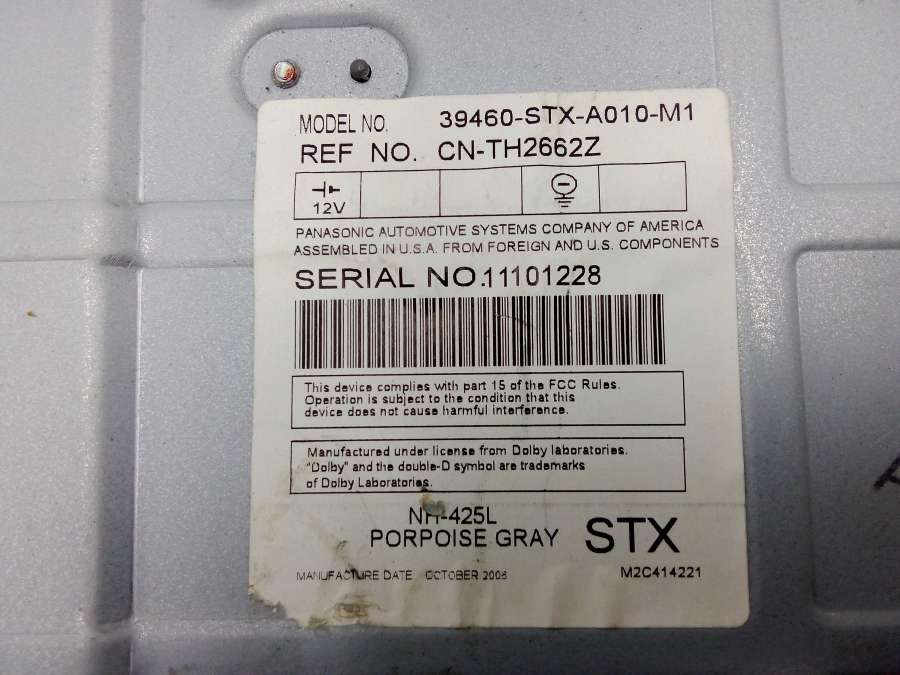 MODEL NO. 39460-STX-A010-M1
REF NO. CN-TH2662Z
12V
PANASONIC AUTOMOTIVE SYSTEMS COMPANY OF AMERICA
ASSEMBLED IN U.S.A. FROM FOREIGN AND U.S. COMPONENTS
SERIAL NO.11101228
This device complies with part 15 of the FCC Rules.
Operation is subject to the condition that this
device does not cause harmful interference.
Manufactured under license from Dolby laboratories.
"Dolby" and the double-D symbol are trademarks
of Dolby Laboratories.
NH-425L
PORPOISE GRAY STX
MANUFACTURE DATE OCTOBER 2006 M2C414221